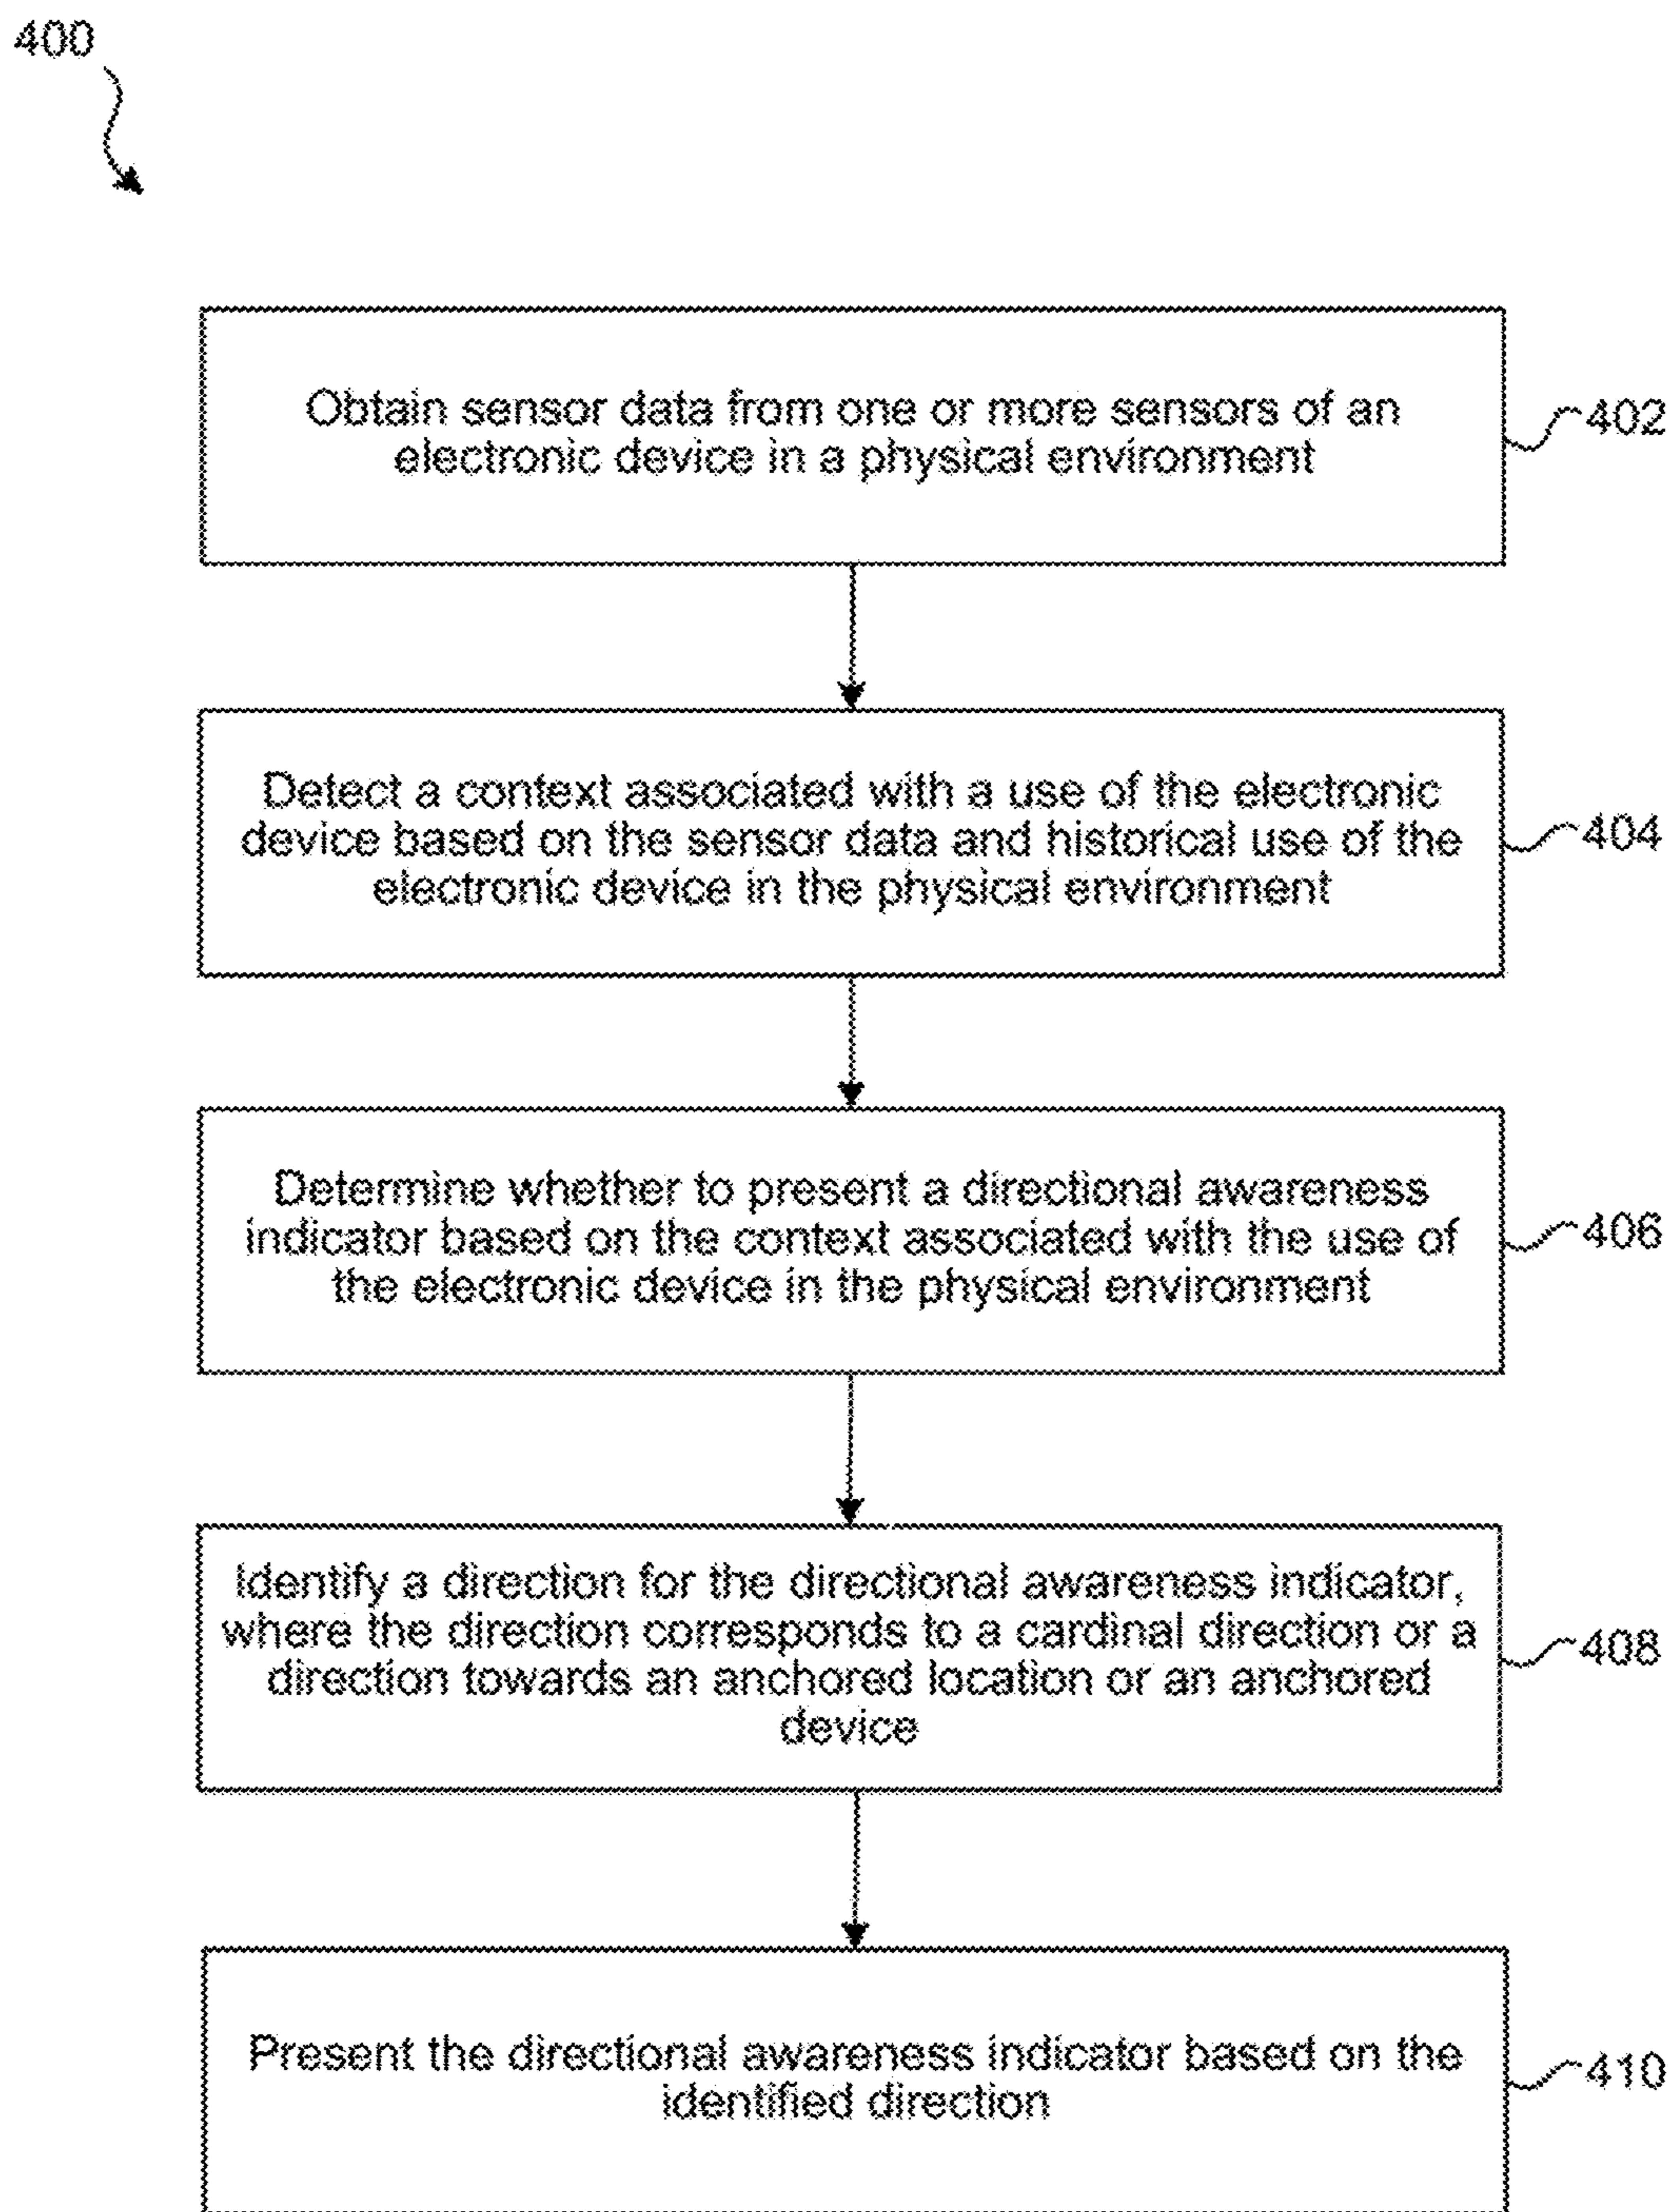 400
Obtain sensor data from one or more sensors of an
electronic device in a physical environment
402
Detect a context associated with a use of the electronic
device based on the sensor data and historical use of the
electronic device in the physical environment
404
Determine whether to present a directional awareness
indicator based on the context associated with the use of
the electronic device in the physical environment
406
Identify a direction for the directional awareness indicator,
where the direction corresponds to a cardinal direction or a
direction towards an anchored location or an anchored
device
408
Present the directional awareness indicator based on the
identified direction
410